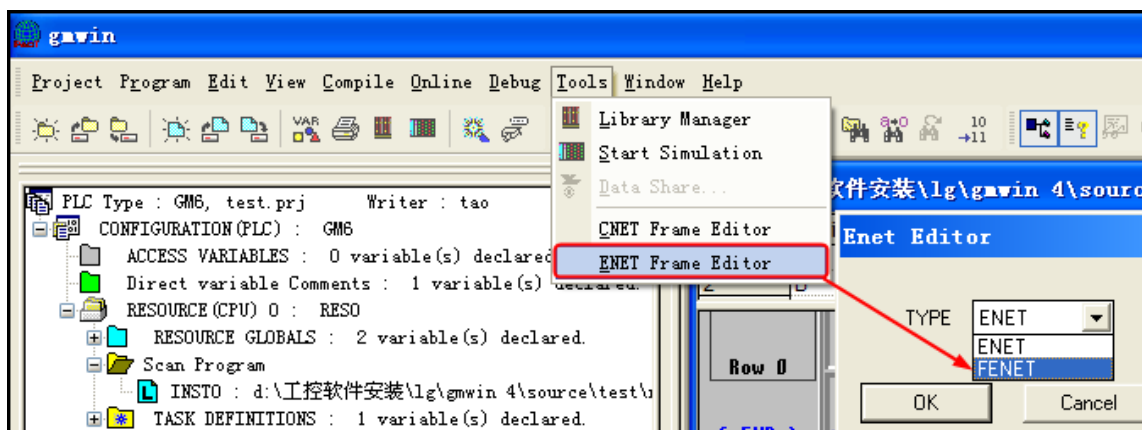 gmwin
Project Program Edit View Compile Online Debug Tools Window Help
Library Manager
Start Simulation
Data Share...
CNET Frame Editor
ENET Frame Editor
VAR
10
11
PLC Type : GM6, test.prj Writer : tao
CONFIGURATION(PLC) : GM6
ACCESS VARIABLES : 0 variable(s) declared
Direct variable Comments : 1 variable(s) declared.
RESOURCE(CPU) 0 : RES0
RESOURCE GLOBALS : 2 variable(s) declared.
Scan Program
L INST0 : d:\工控软件安装\lg\gmwin 4\source\test\
TASK DEFINITIONS : 1 variable(s) declared.
件安装\lg\gmwin 4\sourc
Enet Editor
TYPE ENET
ENET
FENET
OK Cancel
Row 0